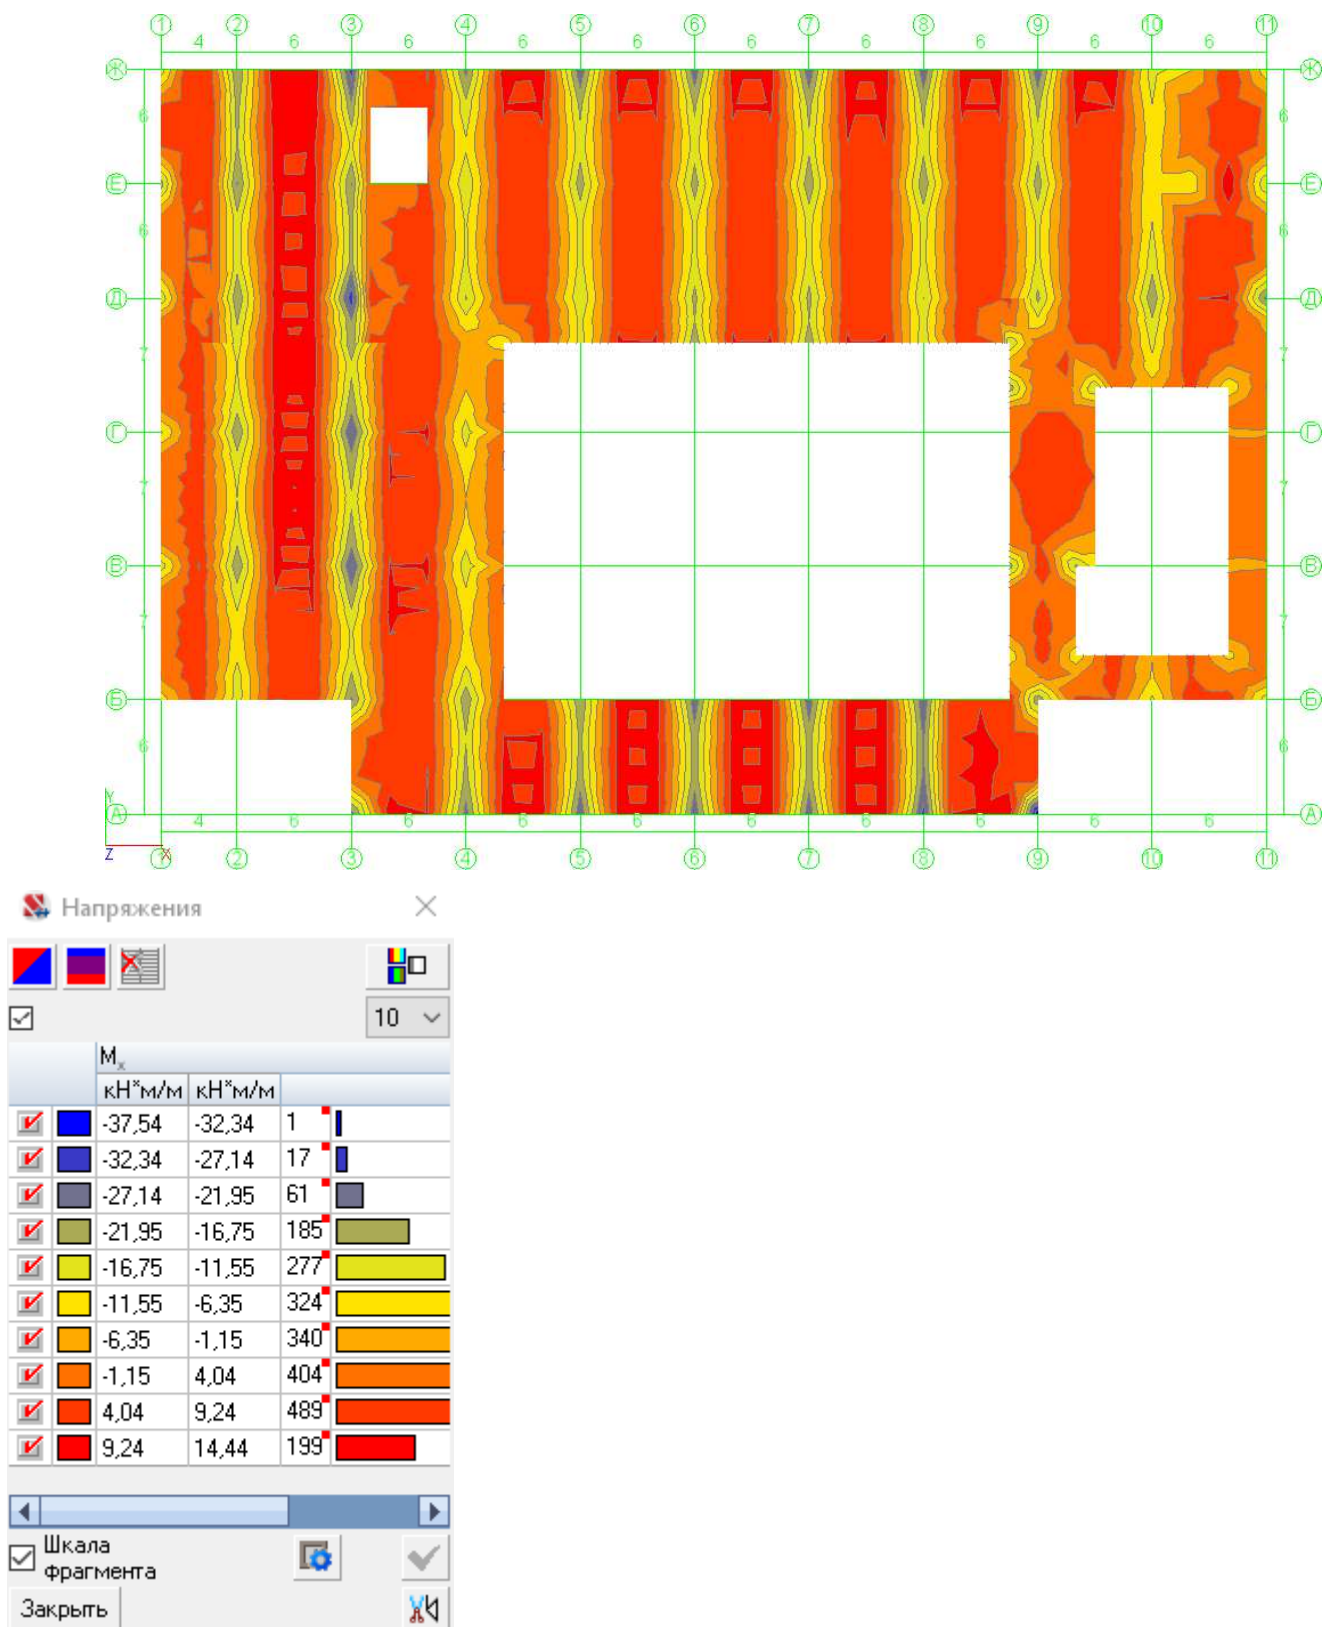 1 2 3 4 5 6 7 8 9 10 11
4 6 6 6 6 6 6 6 6 6
Ж Ж
6 6
Е Е
6 6
Д Д
7 7
Г Г
7 7
В В
7 7
Б Б
6 6
Y
А А
4 6 6 6 6 6 6 6 6 6
Z X
1 2 3 4 5 6 7 8 9 10 11
Напряжения
10
Mx
кН*м/м кН*м/м
-37,54 -32,34 1
-32,34 -27,14 17
-27,14 -21,95 61
-21,95 -16,75 185
-16,75 -11,55 277
-11,55 -6,35 324
-6,35 -1,15 340
-1,15 4,04 404
4,04 9,24 489
9,24 14,44 199
Шкала
фрагмента
Закрыть